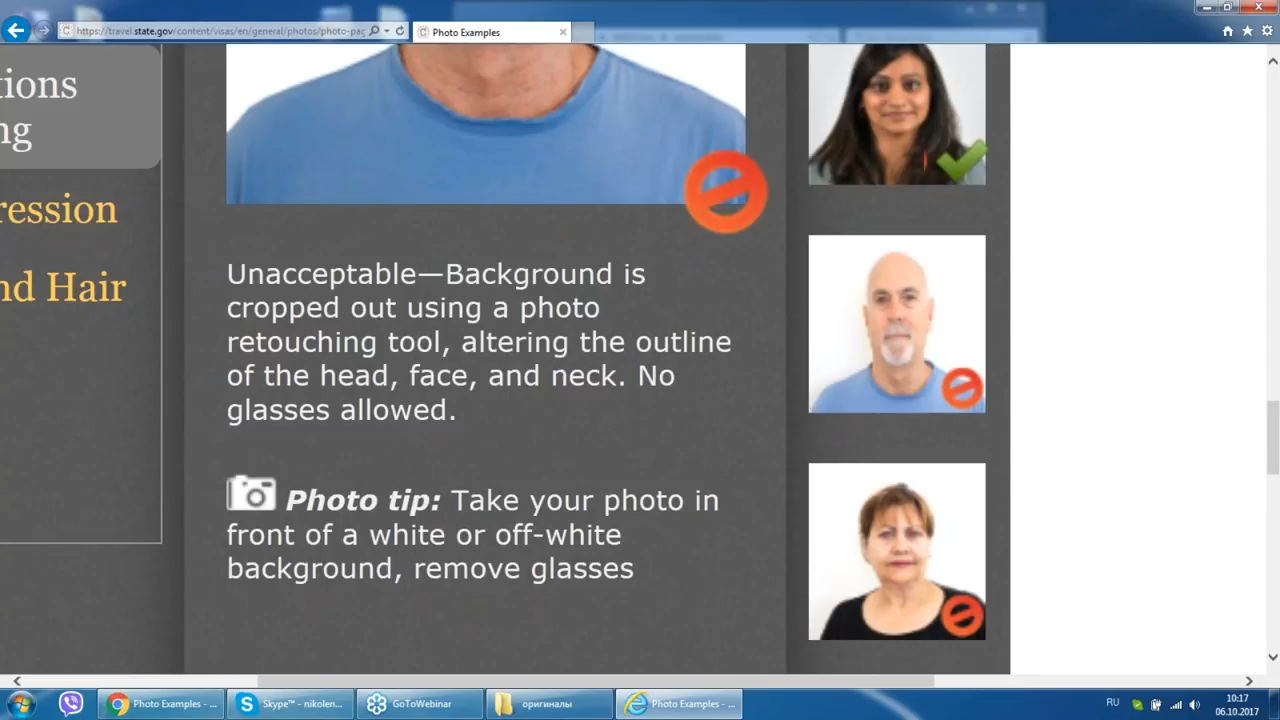 https://travel.state.gov/content/visas/en/general/photos/photo-pag
Photo Examples
tions
ng
ression
nd Hair
Unacceptable—Background is
cropped out using a photo
retouching tool, altering the outline
of the head, face, and neck. No
glasses allowed.
Photo tip: Take your photo in
front of a white or off-white
background, remove glasses
Photo Examples - ...
Skype™ - nikolen...
GoToWebinar
оригиналы
Photo Examples - ...
RU
10:17
06.10.2017